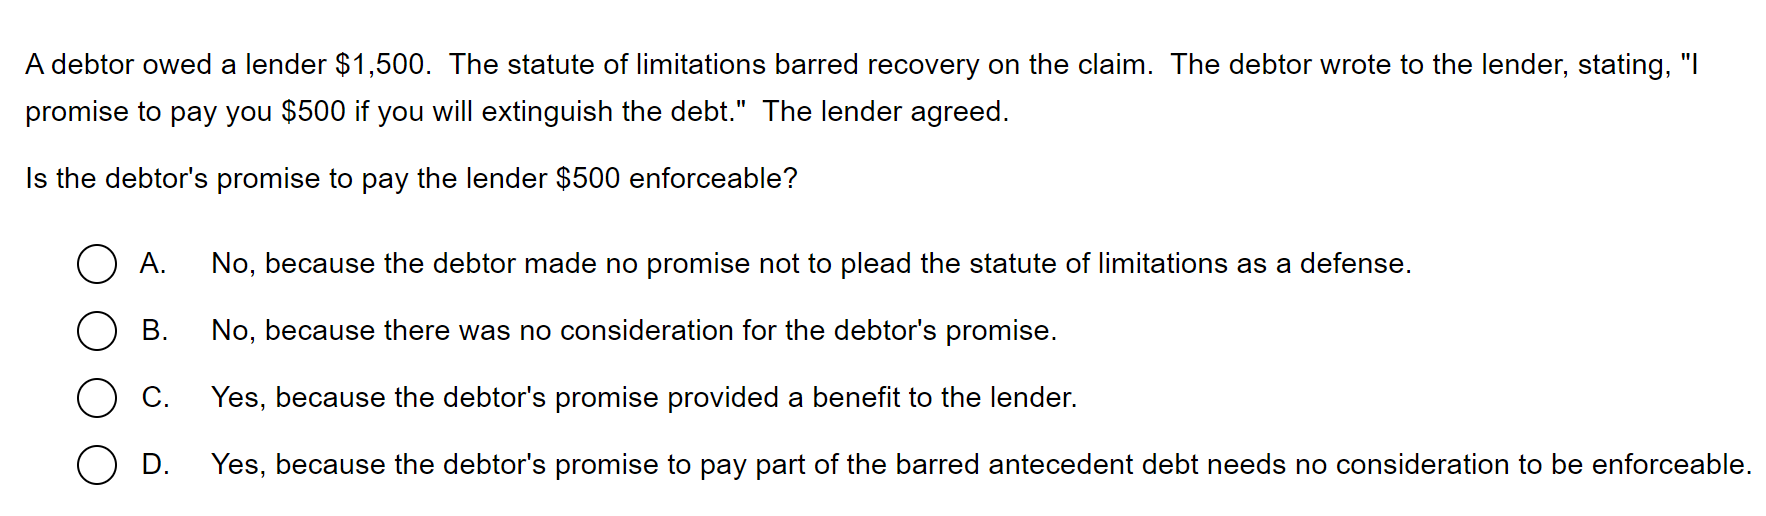 A debtor owed a lender $1,500.  The statute of limitations barred recovery on the claim.  The debtor wrote to the lender, stating, "I
promise to pay you $500 if you will extinguish the debt."  The lender agreed.
Is the debtor's promise to pay the lender $500 enforceable?
A. No, because the debtor made no promise not to plead the statute of limitations as a defense.
B. No, because there was no consideration for the debtor's promise.
C. Yes, because the debtor's promise provided a benefit to the lender.
D. Yes, because the debtor's promise to pay part of the barred antecedent debt needs no consideration to be enforceable.